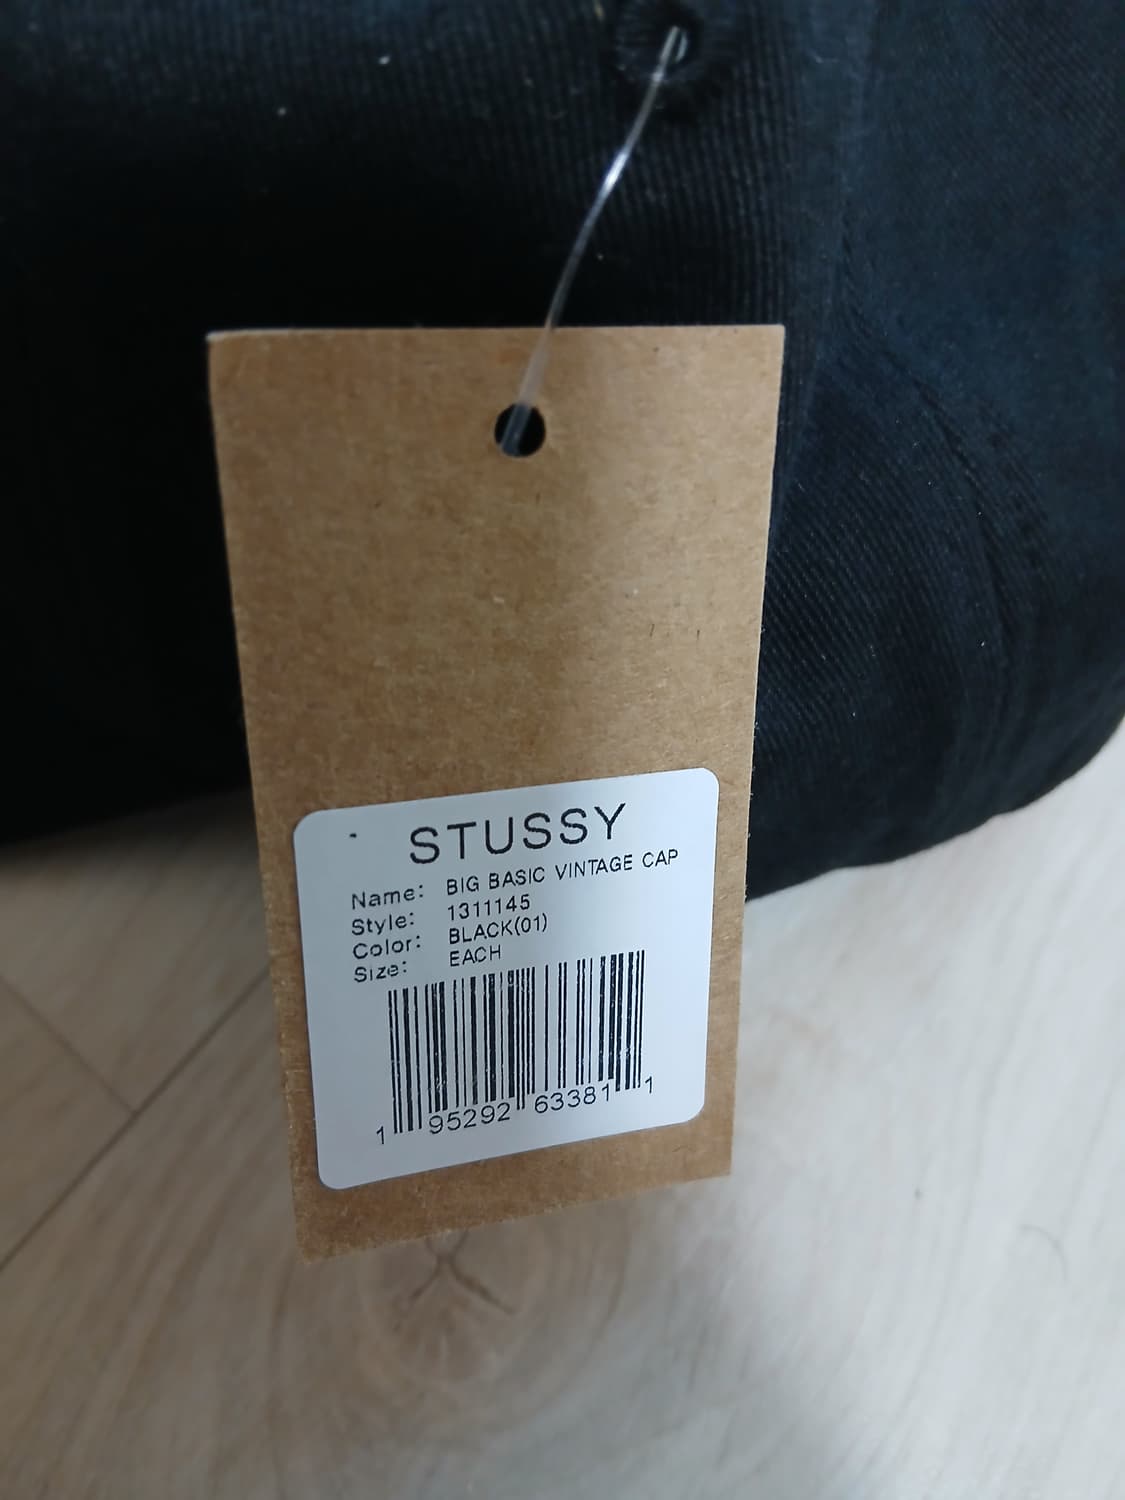 STUSSY
Name: BIG BASIC VINTAGE CAP
Style: 1311145
Color: BLACK(01)
Size: EACH
1 95292 63381 1